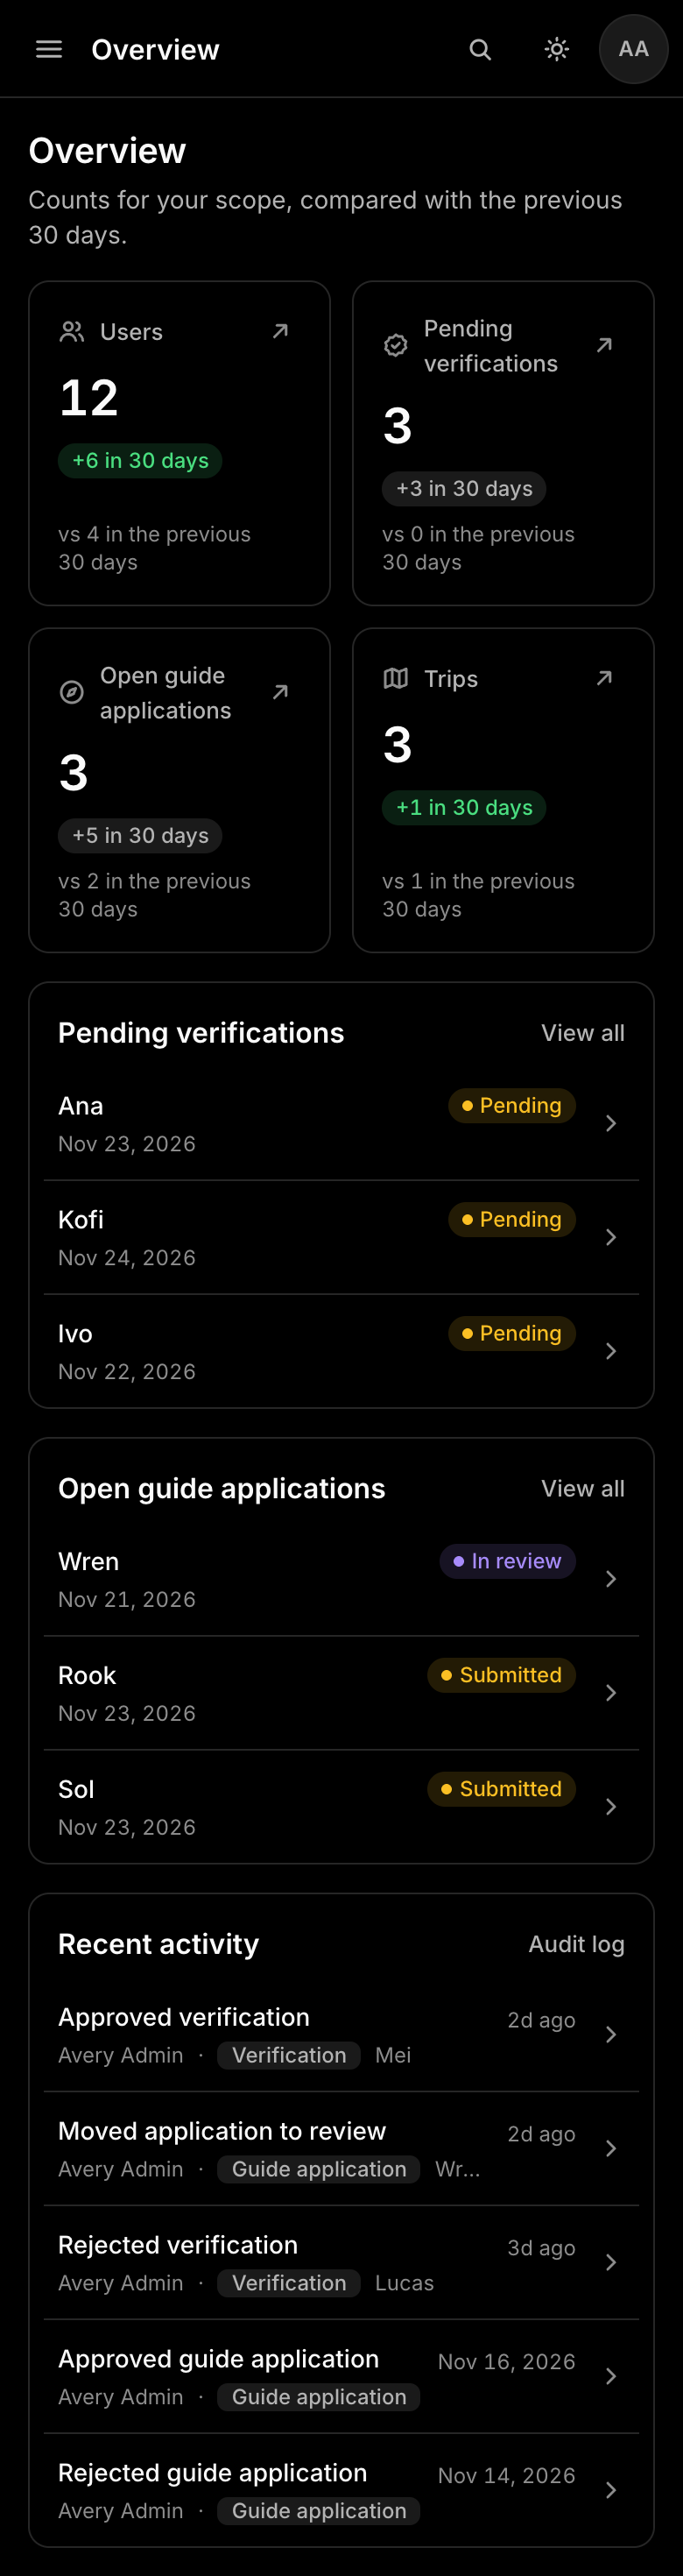 Overview
AA
Overview
Counts for your scope, compared with the previous
30 days.
Users
12
+6 in 30 days
vs 4 in the previous
30 days
Pending
verifications
3
+3 in 30 days
vs 0 in the previous
30 days
Open guide
applications
3
+5 in 30 days
vs 2 in the previous
30 days
Trips
3
+1 in 30 days
vs 1 in the previous
30 days
Pending verifications
View all
Ana
Pending
Nov 23, 2026
Kofi
Pending
Nov 24, 2026
Ivo
Pending
Nov 22, 2026
Open guide applications
View all
Wren
In review
Nov 21, 2026
Rook
Submitted
Nov 23, 2026
Sol
Submitted
Nov 23, 2026
Recent activity
Audit log
Approved verification
2d ago
Avery Admin · Verification Mei
Moved application to review
2d ago
Avery Admin · Guide application Wr...
Rejected verification
3d ago
Avery Admin · Verification Lucas
Approved guide application
Nov 16, 2026
Avery Admin · Guide application
Rejected guide application
Nov 14, 2026
Avery Admin · Guide application